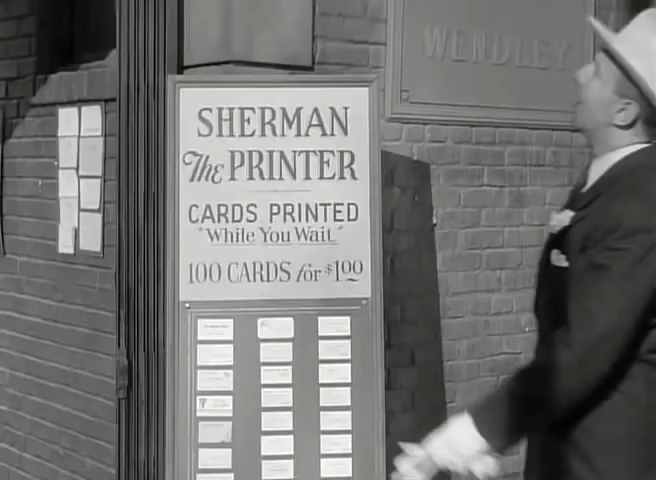 WENDLEY
SHERMAN
The PRINTER
CARDS PRINTED
"While You Wait"
100 CARDS for $1.00